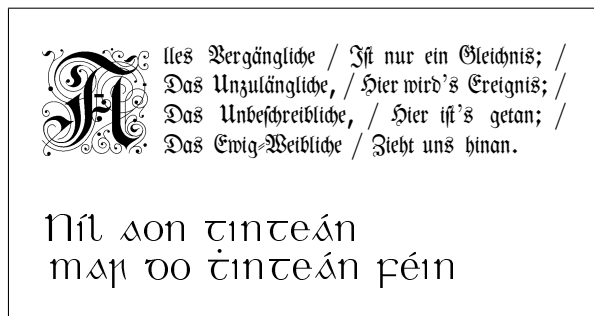 Alles Vergängliche / Iſt nur ein Gleichnis; /
Das Unzulängliche, / Hier wird's Ereignis; /
Das Unbeſchreibliche, / Hier iſt's getan; /
Das Ewig-Weibliche / Zieht uns hinan.
Níl aon tinteán
mar do ṫinteán féin